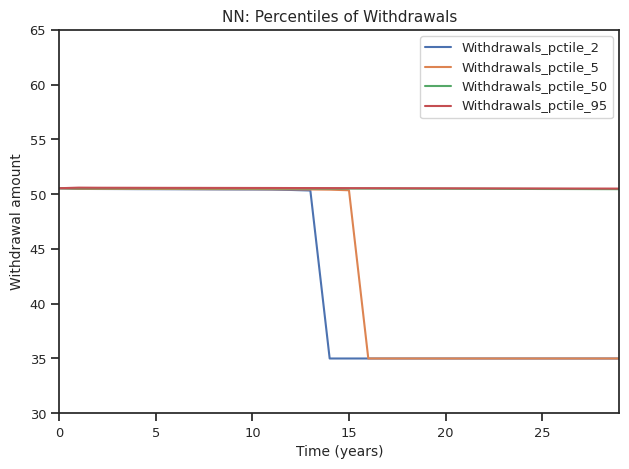 NN: Percentiles of Withdrawals
65
60
55
50
45
40
35
30
Withdrawal amount
Withdrawals_pctile_2
Withdrawals_pctile_5
Withdrawals_pctile_50
Withdrawals_pctile_95
0
5
10
15
20
25
Time (years)